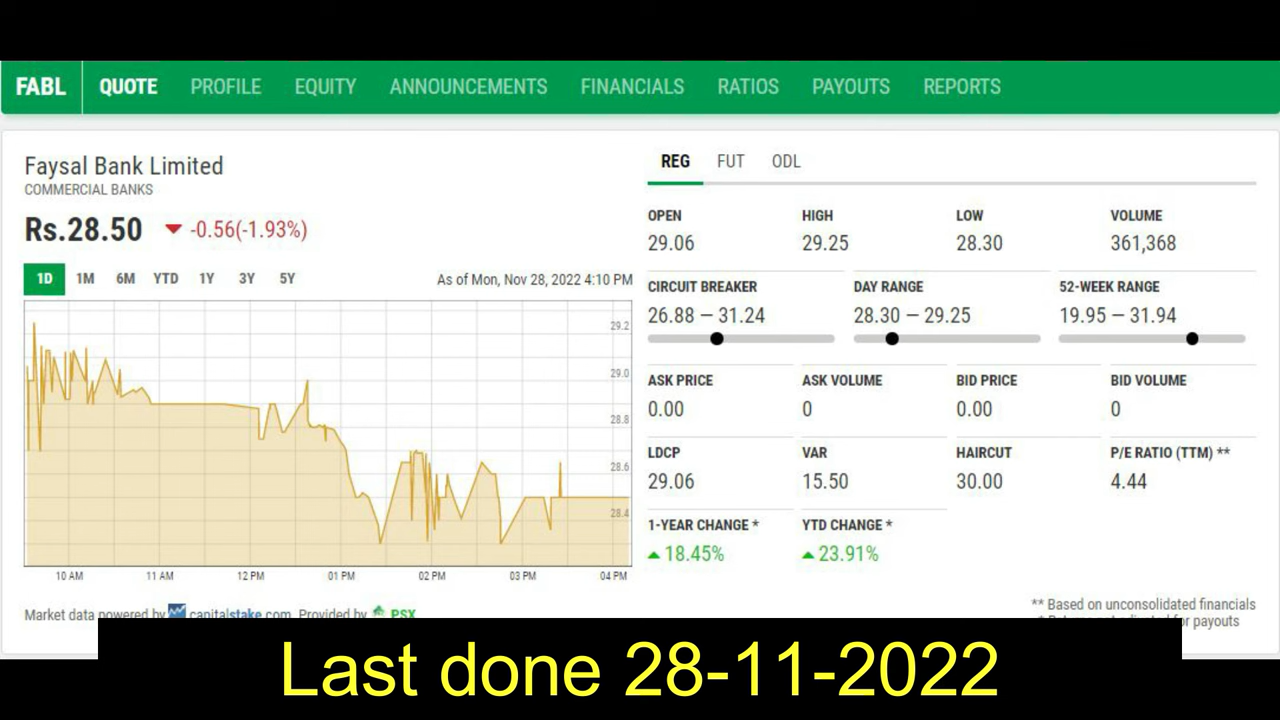 FABL QUOTE PROFILE EQUITY ANNOUNCEMENTS FINANCIALS RATIOS PAYOUTS REPORTS
Faysal Bank Limited
COMMERCIAL BANKS
Rs.28.50 ▼ -0.56(-1.93%)
1D 1M 6M YTD 1Y 3Y 5Y As of Mon, Nov 28, 2022 4:10 PM
29.2
29.0
28.8
28.6
28.4
10 AM 11 AM 12 PM 01 PM 02 PM 03 PM 04 PM
Market data powered by capitalstake.com. Provided by PSX
REG FUT ODL
OPEN HIGH LOW VOLUME
29.06 29.25 28.30 361,368
CIRCUIT BREAKER DAY RANGE 52-WEEK RANGE
26.88 — 31.24 28.30 — 29.25 19.95 — 31.94
ASK PRICE ASK VOLUME BID PRICE BID VOLUME
0.00 0 0.00 0
LDCP VAR HAIRCUT P/E RATIO (TTM) **
29.06 15.50 30.00 4.44
1-YEAR CHANGE * YTD CHANGE *
▲ 18.45% ▲ 23.91%
** Based on unconsolidated financials
for payouts
Last done 28-11-2022